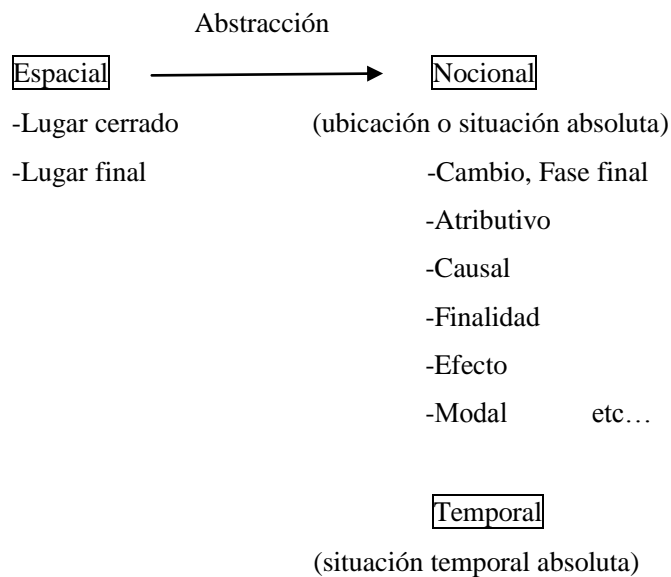 Abstracción
Espacial Nocional
-Lugar cerrado (ubicación o situación absoluta)
-Lugar final -Cambio, Fase final
-Atributivo
-Causal
-Finalidad
-Efecto
-Modal etc…
Temporal
(situación temporal absoluta)